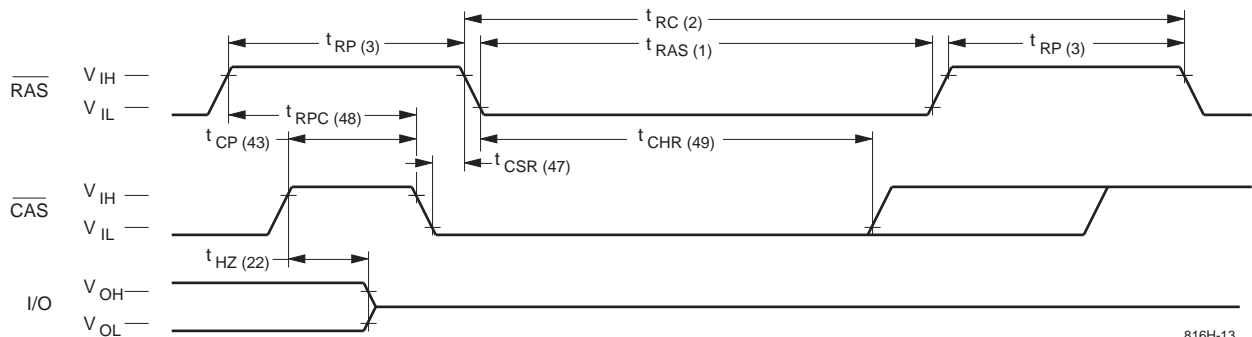 t RC (2)
t RP (3)
t RAS (1)
t RP (3)
RAS
V IH
V IL
t RPC (48)
t CP (43)
t CHR (49)
t CSR (47)
CAS
V IH
V IL
t HZ (22)
I/O
V OH
V OL
816H-13